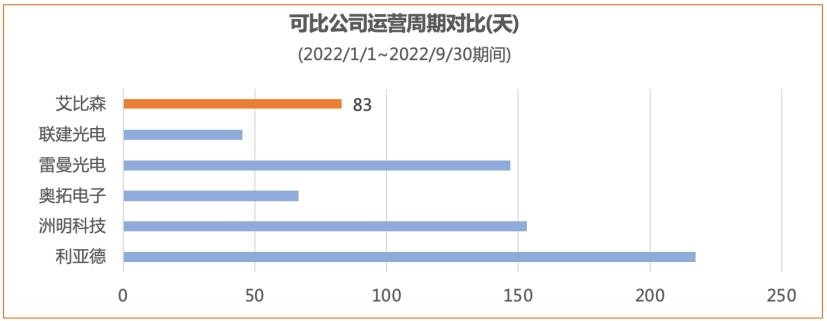 可比公司运营周期对比(天)
(2022/1/1~2022/9/30期间)
艾比森 83
联建光电
雷曼光电
奥拓电子
洲明科技
利亚德
0 50 100 150 200 250